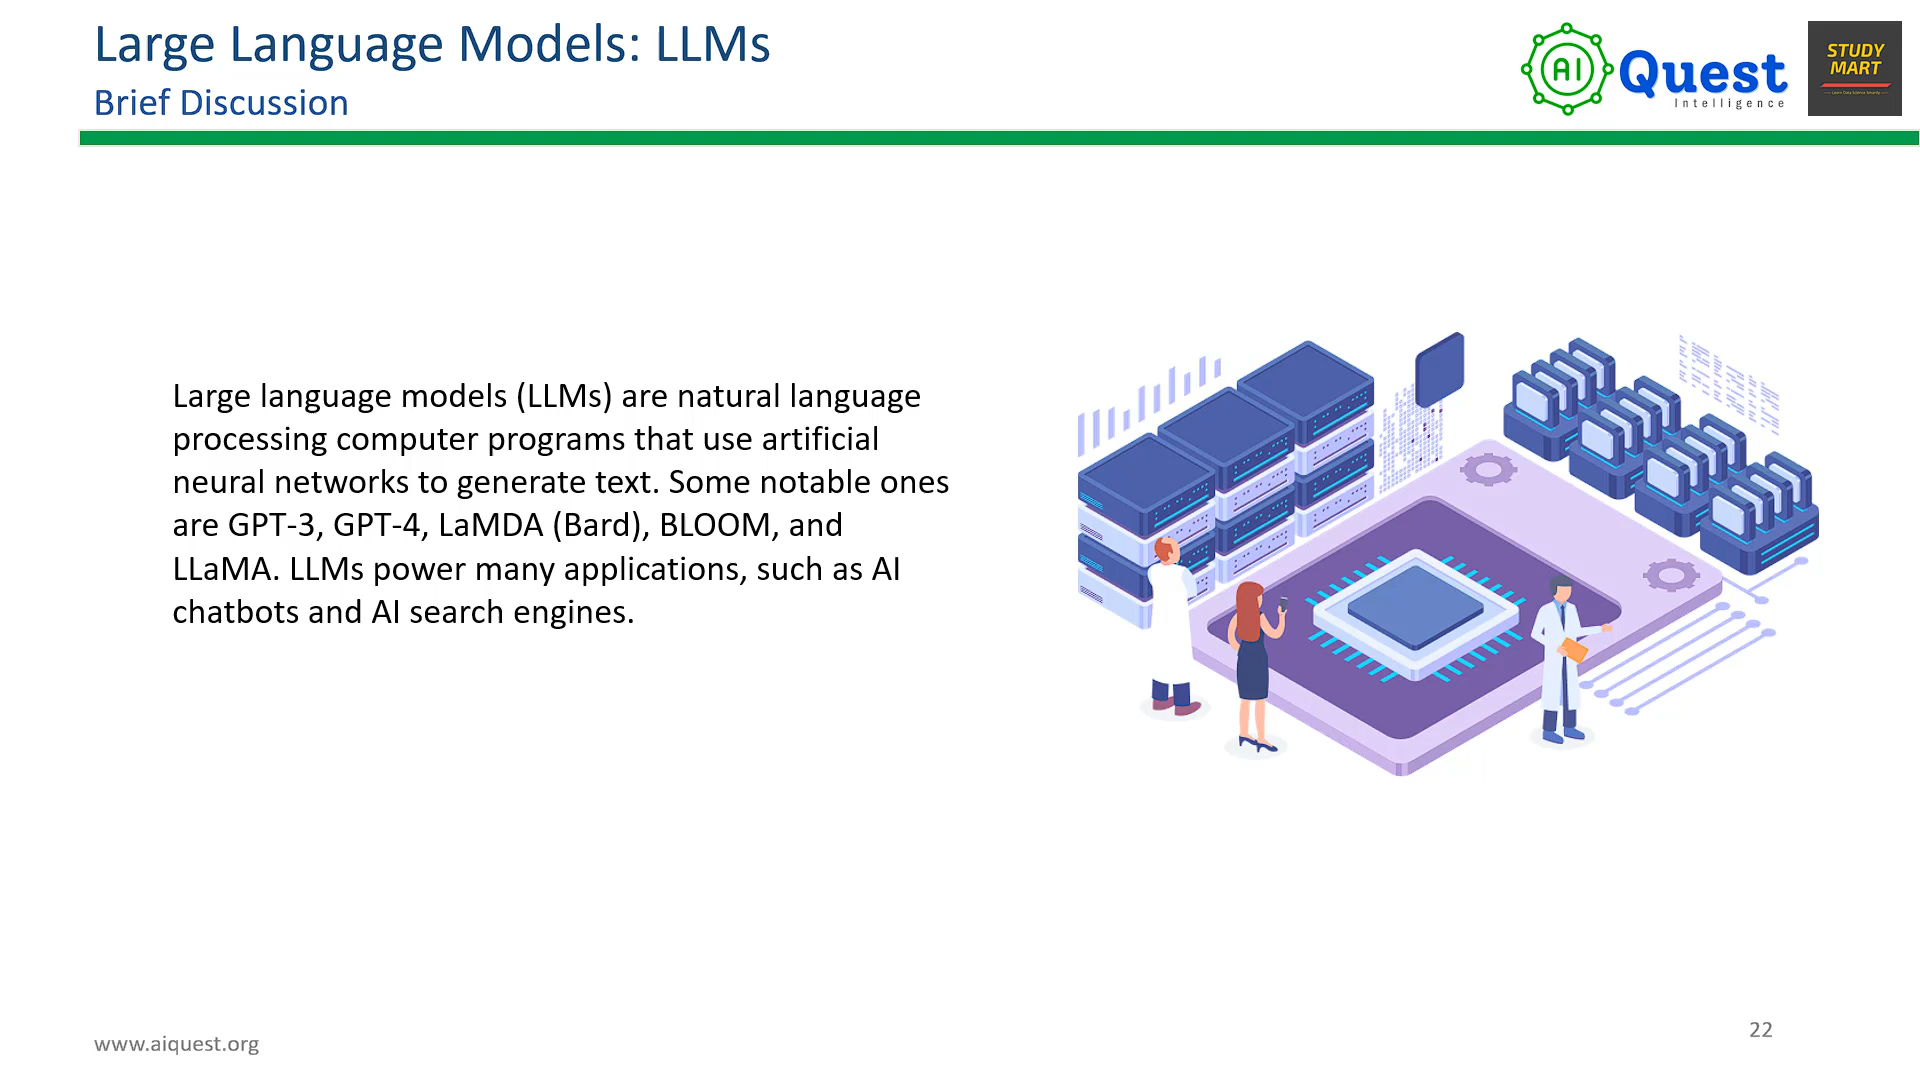 Large Language Models: LLMs
Brief Discussion
AI Quest
Intelligence
STUDY
MART
Large language models (LLMs) are natural language
processing computer programs that use artificial
neural networks to generate text. Some notable ones
are GPT-3, GPT-4, LaMDA (Bard), BLOOM, and
LLaMA. LLMs power many applications, such as AI
chatbots and AI search engines.
www.aiquest.org
22